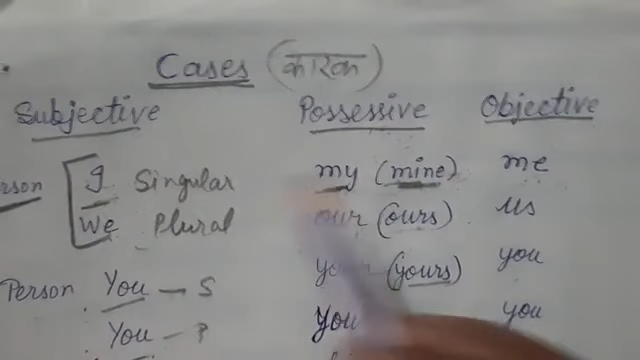 Cases (कारक)
Subjective Possessive Objective
I Singular my (mine) me
We Plural our (ours) us
Person You - S (yours) you
You - P you